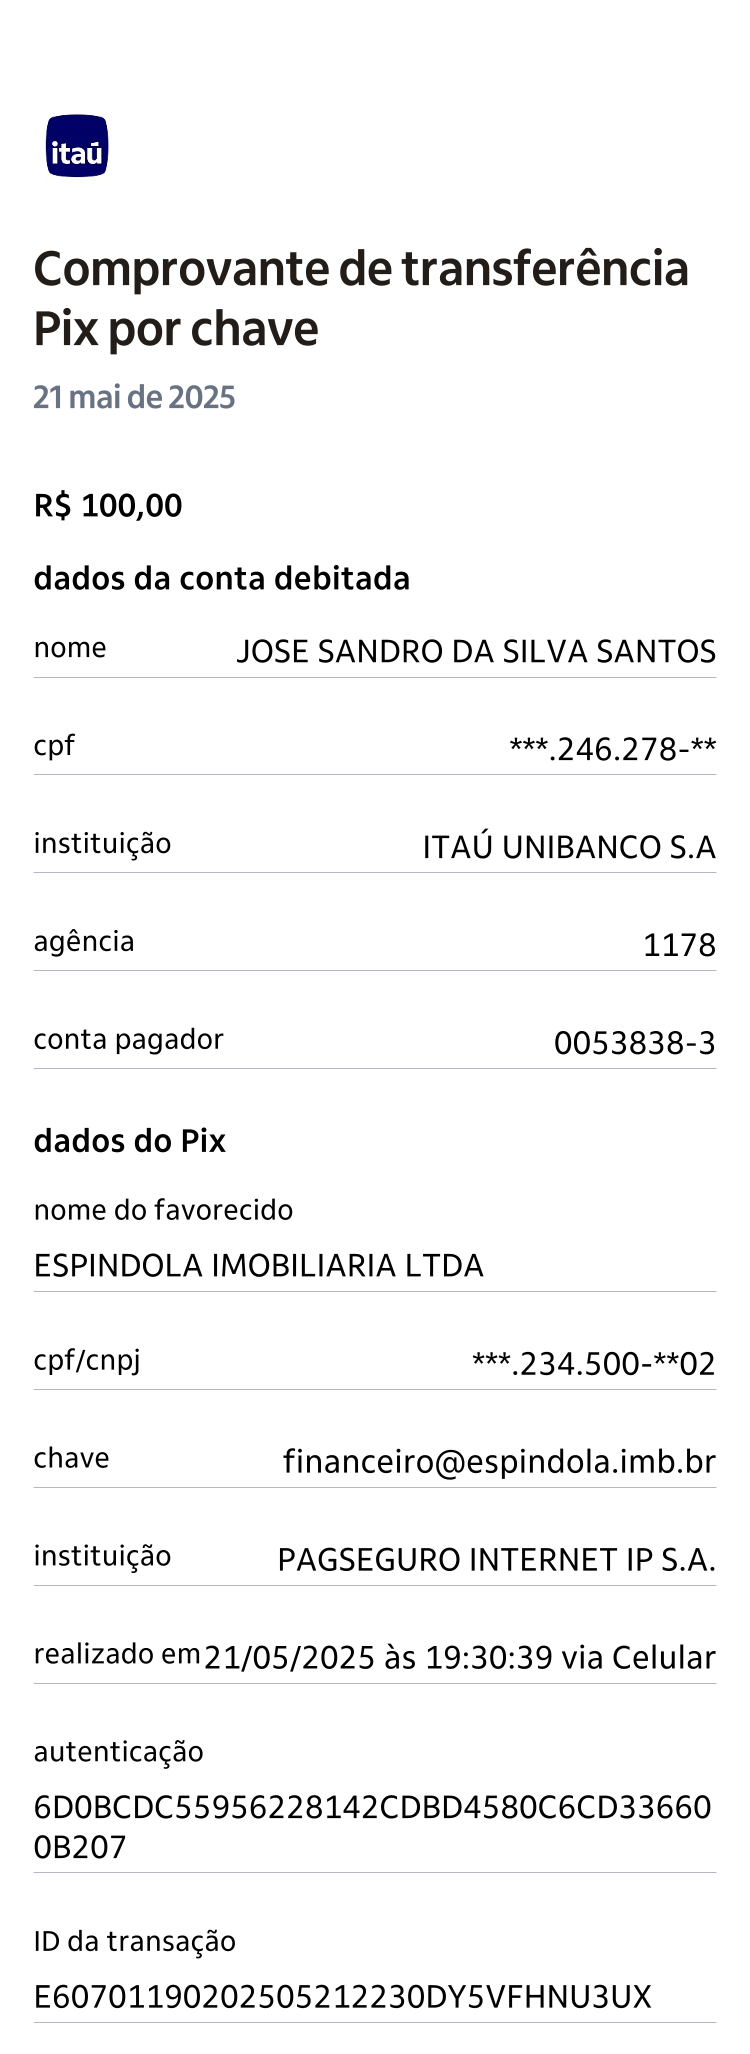 itaú
Comprovante de transferência
Pix por chave
21 mai de 2025
R$ 100,00
dados da conta debitada
nome JOSE SANDRO DA SILVA SANTOS
cpf ***.246.278-**
instituição ITAÚ UNIBANCO S.A
agência 1178
conta pagador 0053838-3
dados do Pix
nome do favorecido
ESPINDOLA IMOBILIARIA LTDA
cpf/cnpj ***.234.500-**02
chave financeiro@espindola.imb.br
instituição PAGSEGURO INTERNET IP S.A.
realizado em 21/05/2025 às 19:30:39 via Celular
autenticação
6D0BCDC55956228142CDBD4580C6CD33660
0B207
ID da transação
E60701190202505212230DY5VFHNU3UX